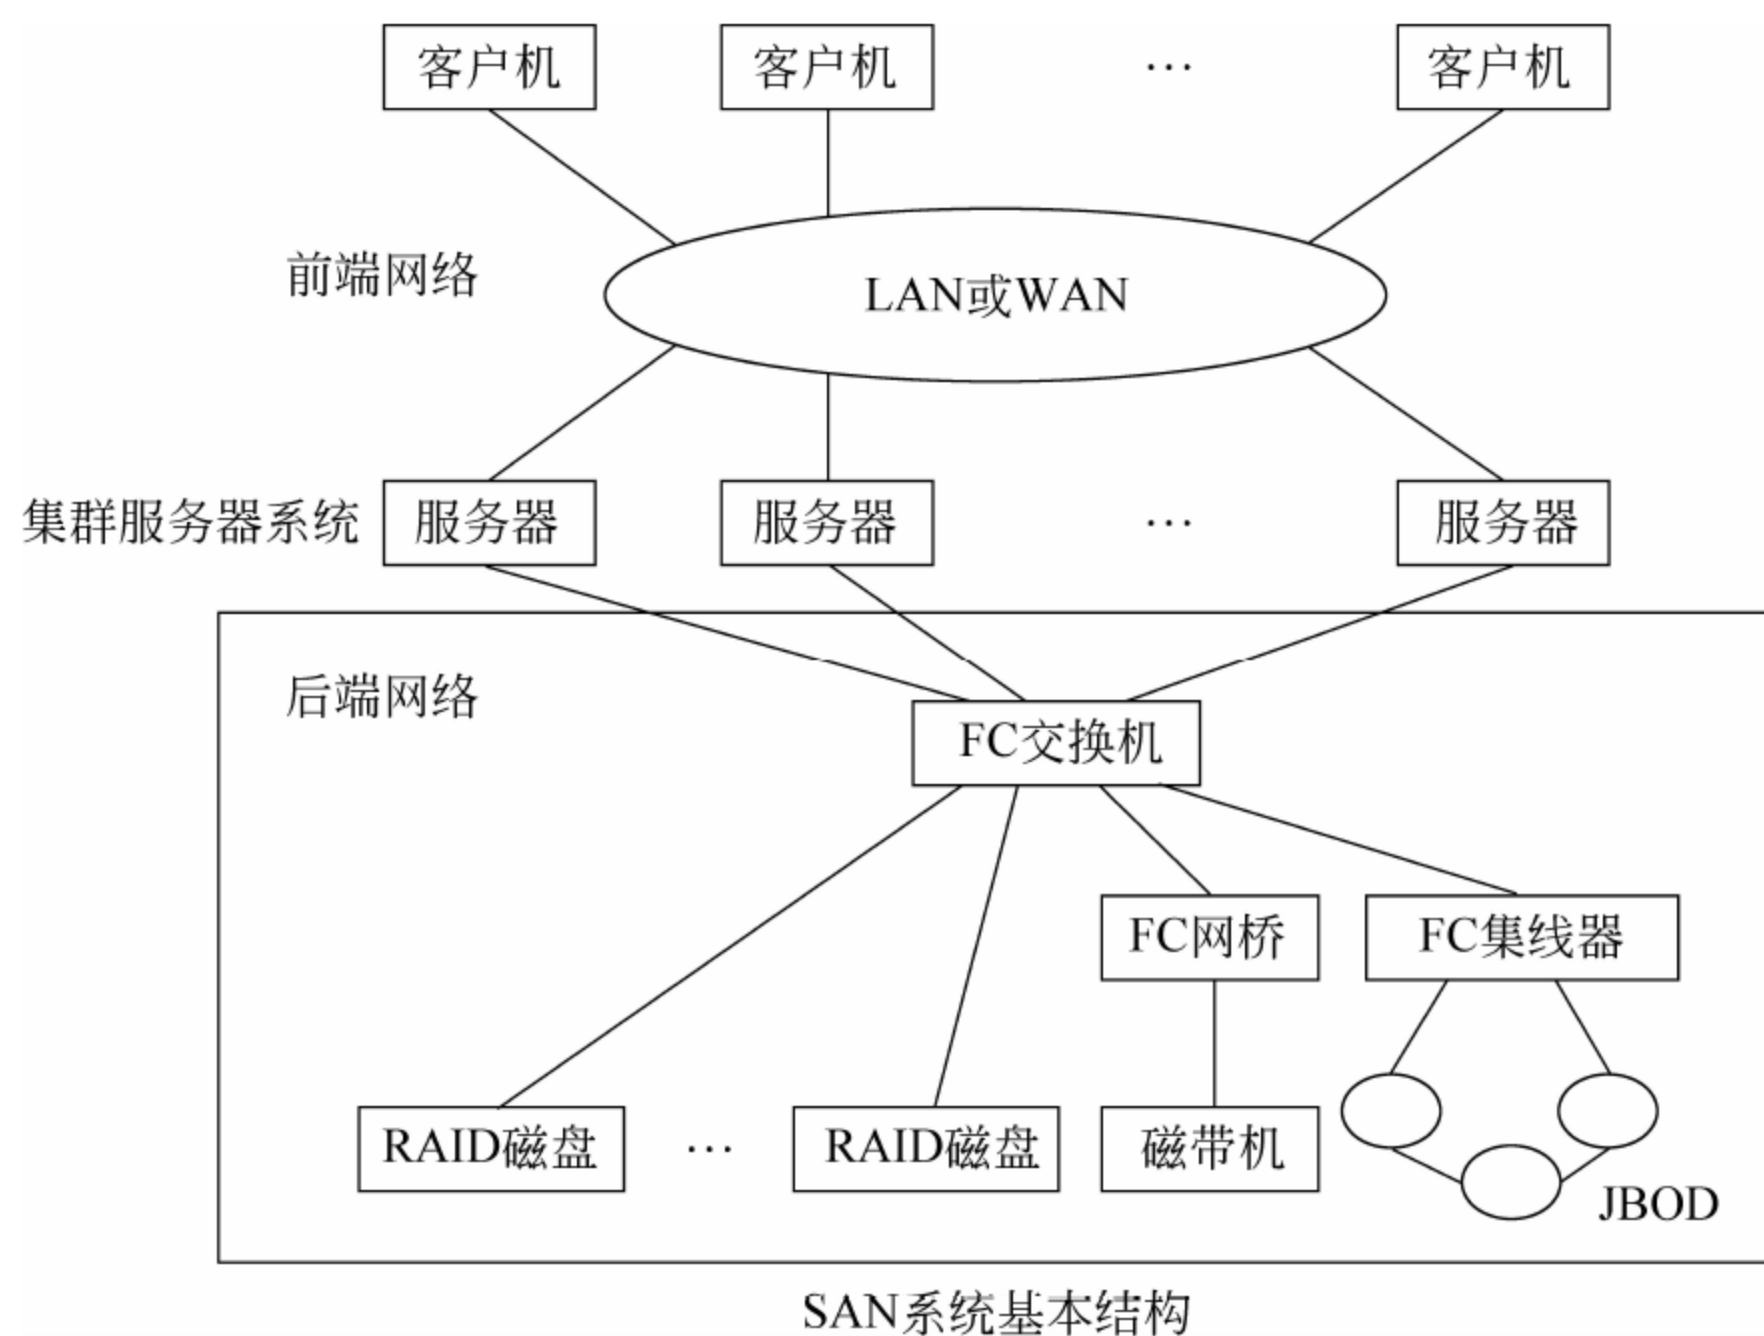 客户机 客户机 … 客户机
前端网络
LAN或WAN
集群服务器系统 服务器 服务器 … 服务器
后端网络
FC交换机
FC网桥 FC集线器
RAID磁盘 … RAID磁盘 磁带机
JBOD
SAN系统基本结构